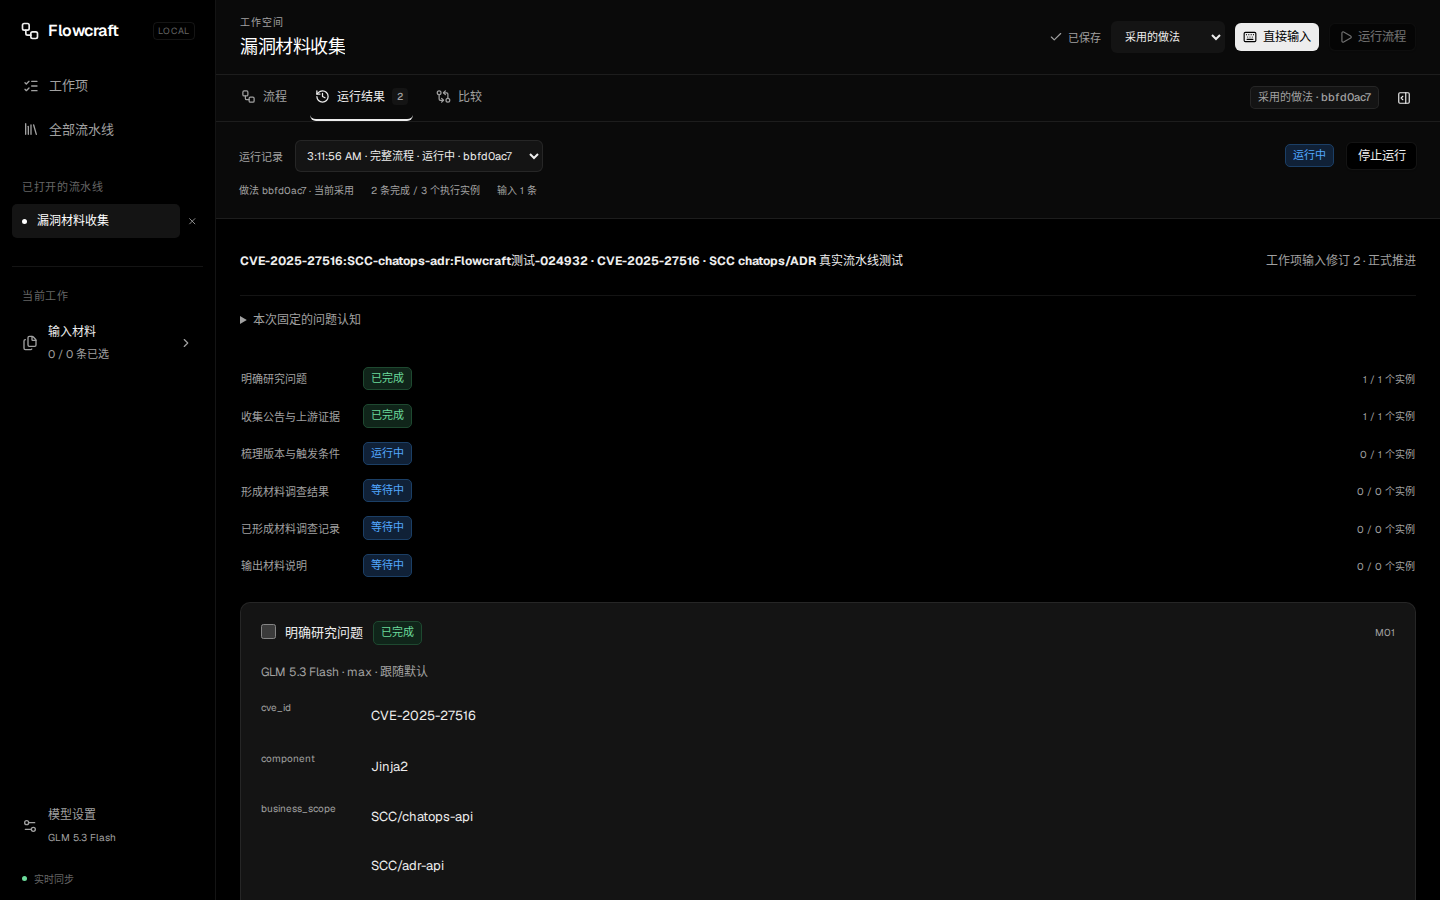 Flowcraft
LOCAL
工作项
全部流水线
已打开的流水线
漏洞材料收集
当前工作
输入材料
0 / 0 条已选
模型设置
GLM 5.3 Flash
实时同步
工作空间
漏洞材料收集
已保存
采用的做法
直接输入
运行流程
流程
运行结果 2
比较
采用的做法 · bbfd0ac7
运行记录
3:11:56 AM · 完整流程 · 运行中 · bbfd0ac7
运行中
停止运行
做法 bbfd0ac7 · 当前采用
2 条完成 / 3 个执行实例
输入 1 条
CVE-2025-27516:SCC-chatops-adr:Flowcraft测试-024932 · CVE-2025-27516 · SCC chatops/ADR 真实流水线测试
工作项输入修订 2 · 正式推进
本次固定的问题认知
明确研究问题 已完成 1 / 1 个实例
收集公告与上游证据 已完成 1 / 1 个实例
梳理版本与触发条件 运行中 0 / 1 个实例
形成材料调查结果 等待中 0 / 0 个实例
已形成材料调查记录 等待中 0 / 0 个实例
输出材料说明 等待中 0 / 0 个实例
明确研究问题 已完成 M01
GLM 5.3 Flash · max · 跟随默认
cve_id CVE-2025-27516
component Jinja2
business_scope SCC/chatops-api
SCC/adr-api